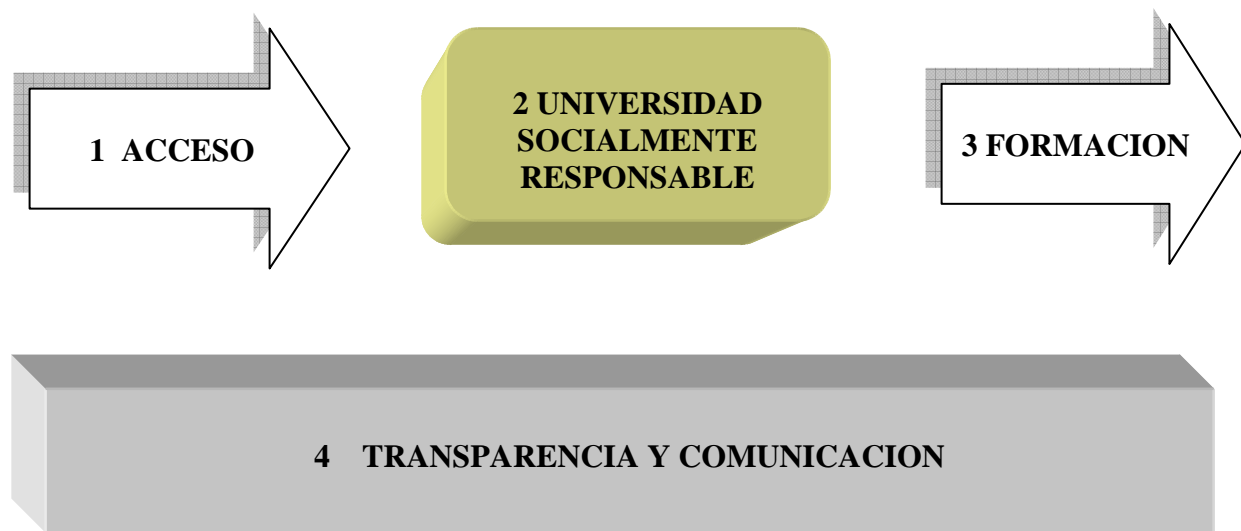 1 ACCESO
2 UNIVERSIDAD
SOCIALMENTE
RESPONSABLE
3 FORMACION
4 TRANSPARENCIA Y COMUNICACION